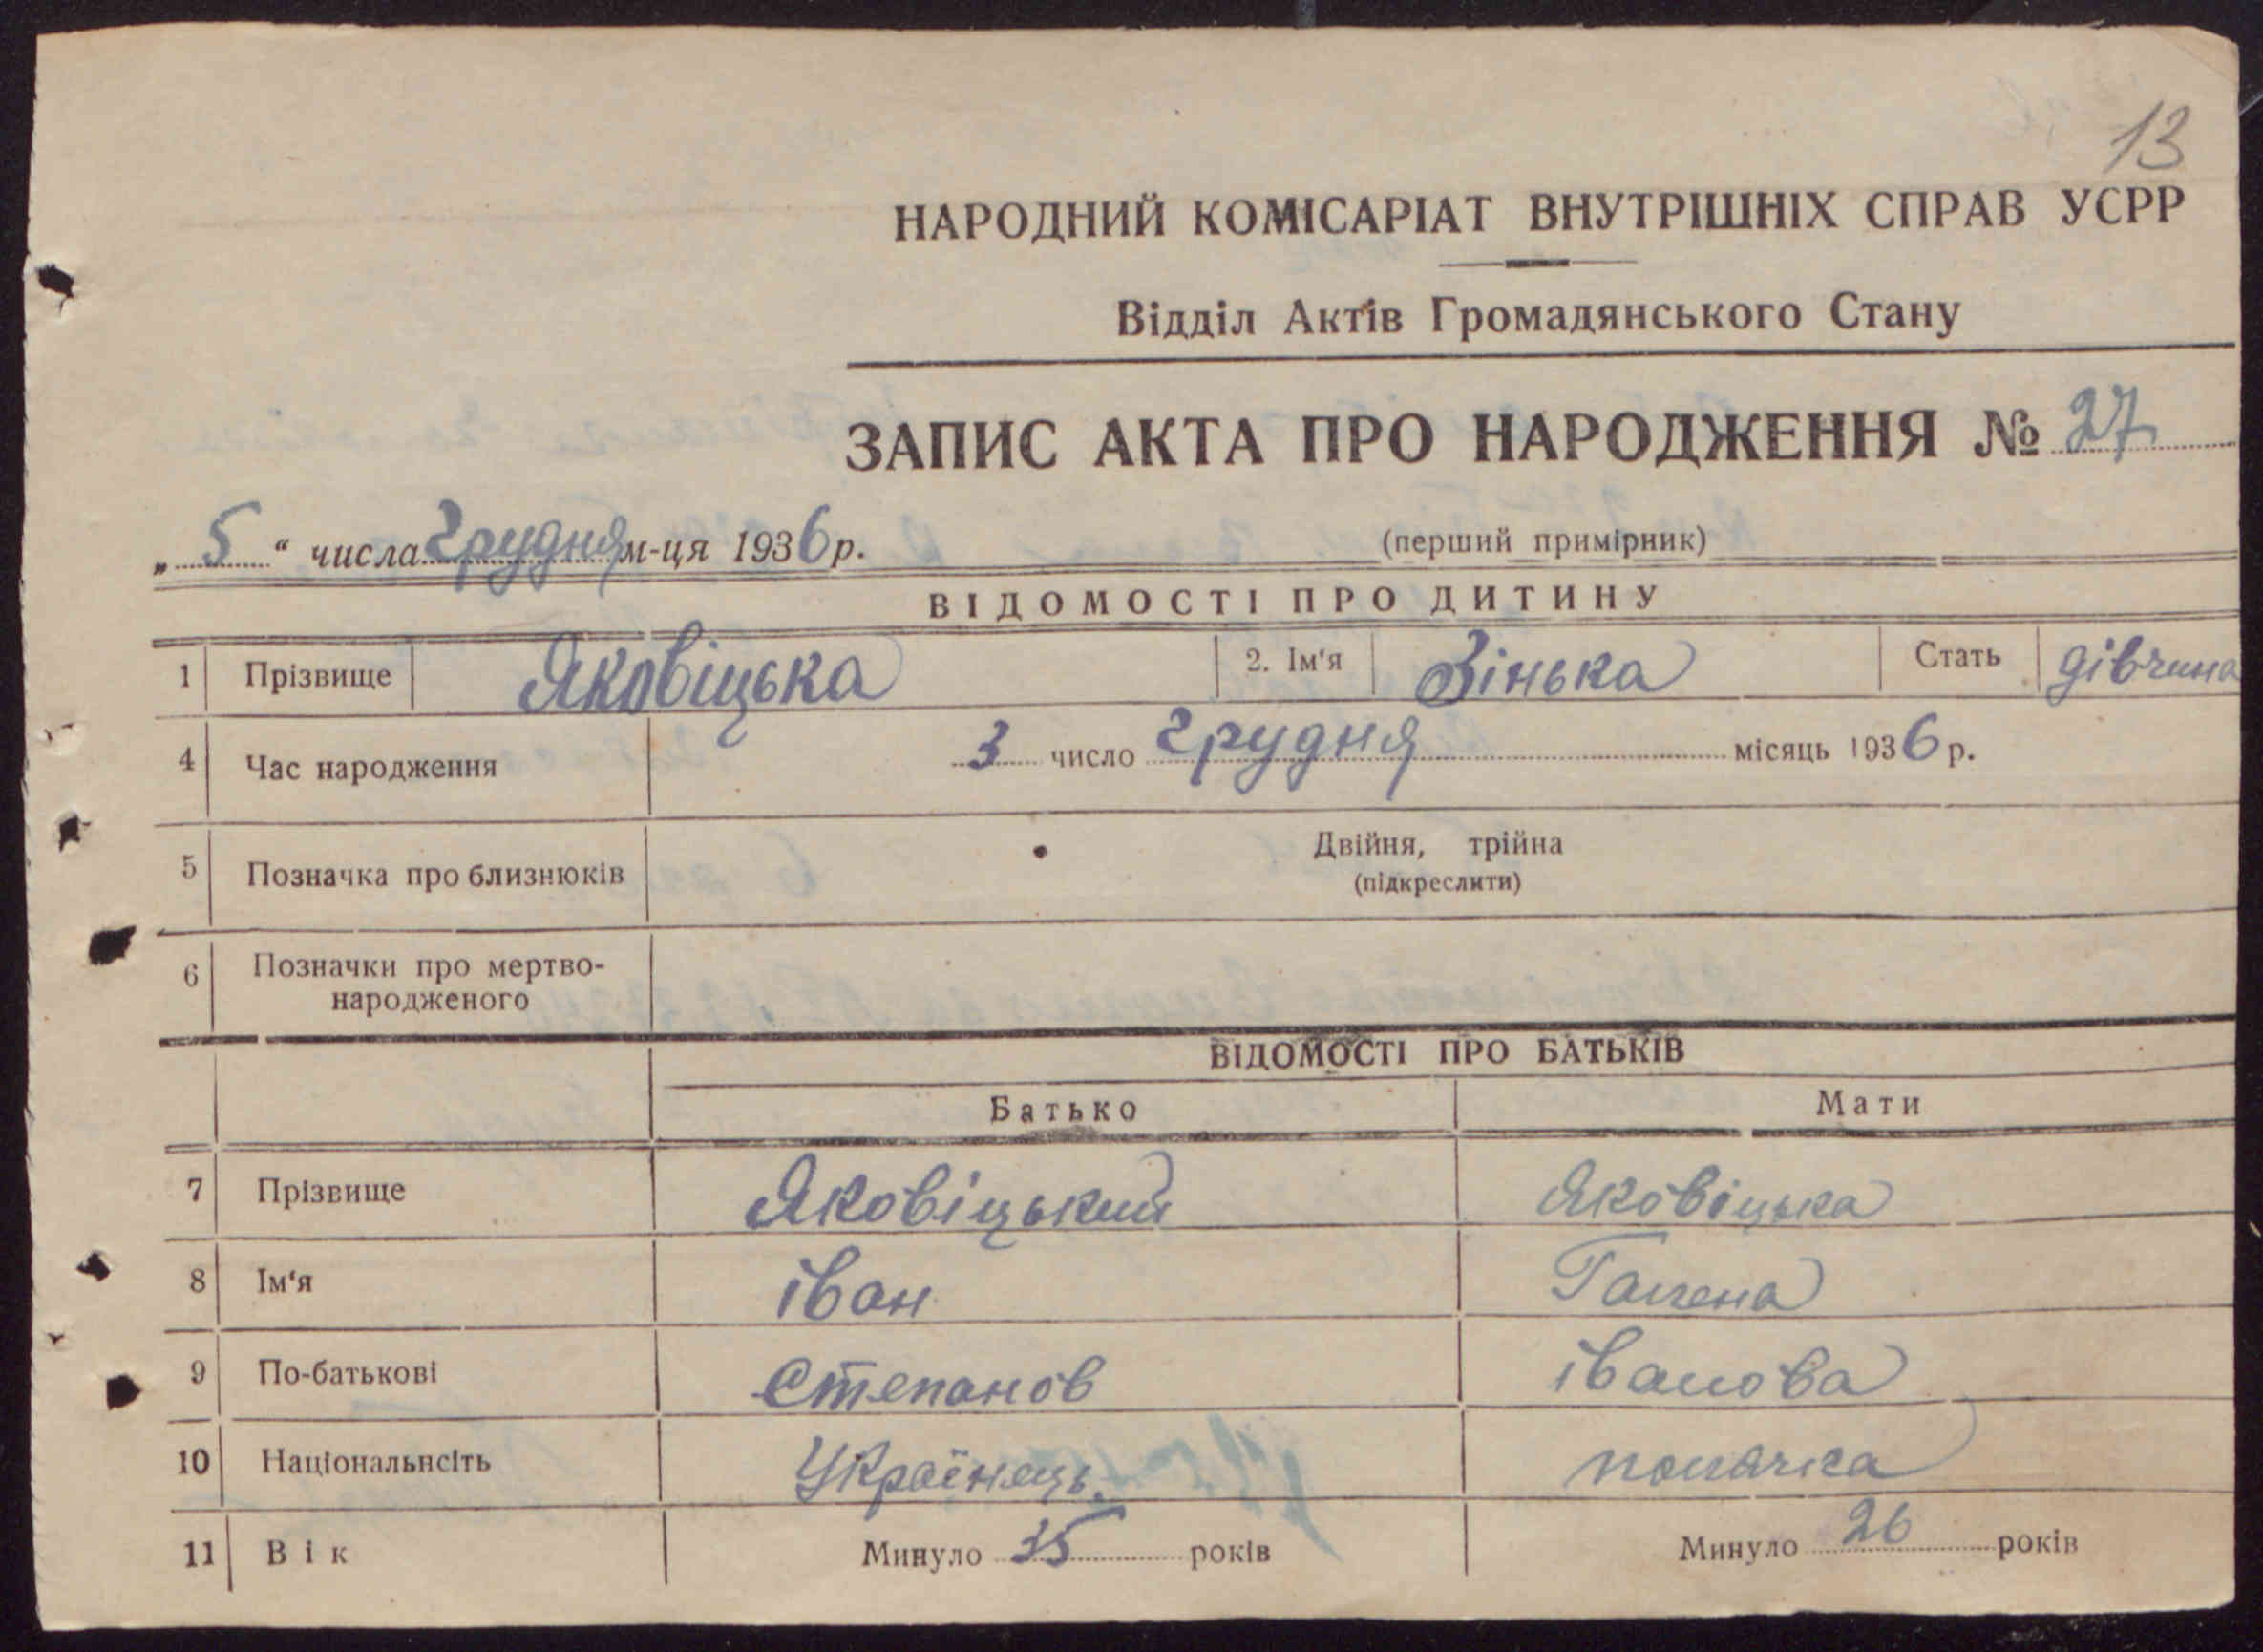 13
НАРОДНИЙ КОМІСАРІАТ ВНУТРІШНІХ СПРАВ УСРР
Відділ Актів Громадянського Стану
ЗАПИС АКТА ПРО НАРОДЖЕННЯ № 27
„ 5 “ числа грудня м-ця 1936 р. (перший примірник)
ВІДОМОСТІ ПРО ДИТИНУ
1 Прізвище Яковіцька 2. Ім'я Зінька Стать дівчина
4 Час народження 3 число грудня місяць 1936 р.
5 Позначка про близнюків Двійня, трійна
(підкреслити)
6 Позначки про мертво-
народженого
ВІДОМОСТІ ПРО БАТЬКІВ
Батько Мати
7 Прізвище Яковіцький Яковіцька
8 Ім'я іван Галена
9 По-батькові Степанов іванова
10 Національнсіть Українець. полячка
11 Вік Минуло 35 років Минуло 26 років